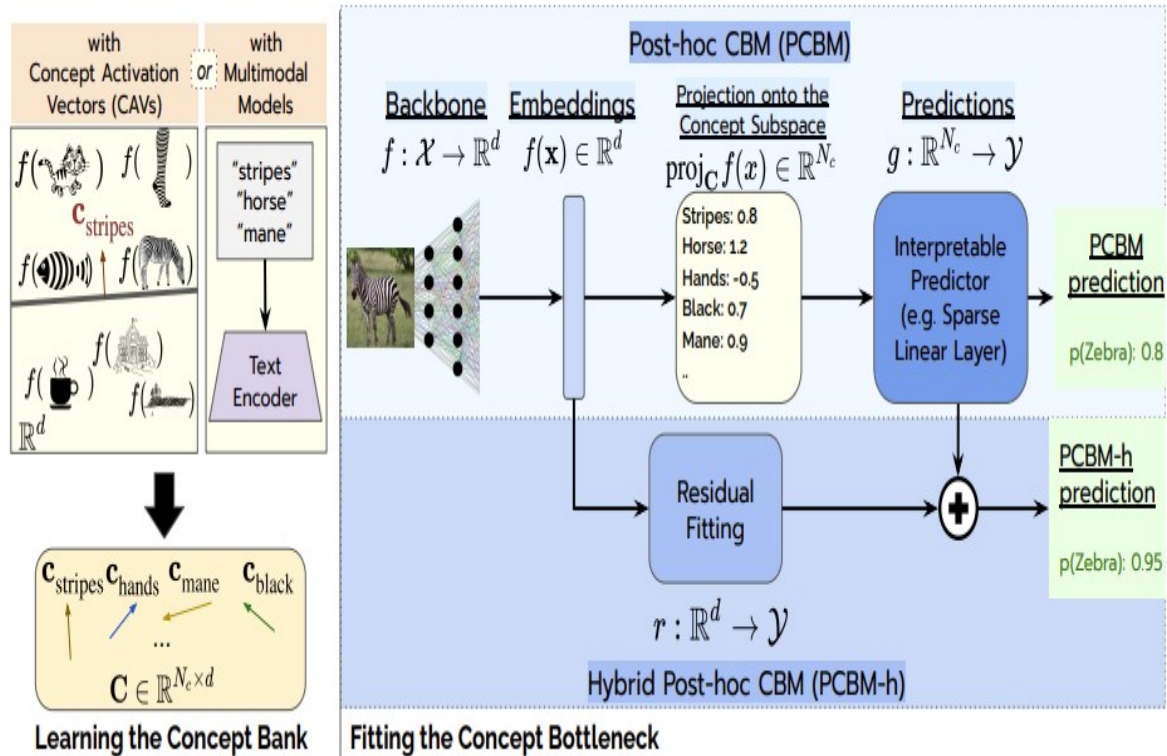 with
Concept Activation
Vectors (CAVs)
or
with
Multimodal
Models
f( )
f( )
c_stripes
f( )
f( )
f( )
f( )
f( )
ℝ^d
"stripes"
"horse"
"mane"
Text
Encoder
c_stripes c_hands c_mane c_black
...
C ∈ ℝ^{N_c×d}
Learning the Concept Bank
Post-hoc CBM (PCBM)
Backbone
f : 𝒳 → ℝ^d
Embeddings
f(x) ∈ ℝ^d
Projection onto the
Concept Subspace
proj_C f(x) ∈ ℝ^{N_c}
Predictions
g : ℝ^{N_c} → 𝒴
Stripes: 0.8
Horse: 1.2
Hands: -0.5
Black: 0.7
Mane: 0.9
..
Interpretable
Predictor
(e.g. Sparse
Linear Layer)
PCBM
prediction
p(Zebra): 0.8
Residual
Fitting
r : ℝ^d → 𝒴
+
PCBM-h
prediction
p(Zebra): 0.95
Hybrid Post-hoc CBM (PCBM-h)
Fitting the Concept Bottleneck